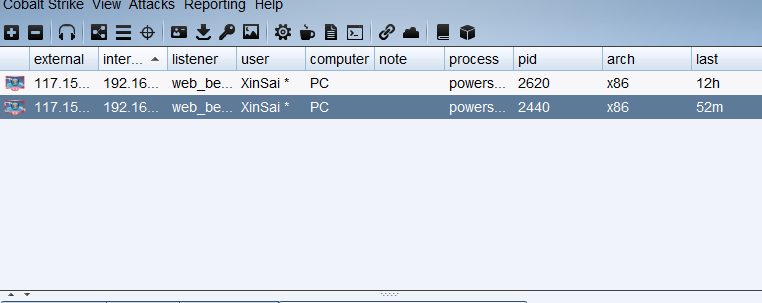 Cobalt Strike View Attacks Reporting Help
external inter... listener user computer note process pid arch last
117.15... 192.16... web_be... XinSai * PC powers... 2620 x86 12h
117.15... 192.16... web_be... XinSai * PC powers... 2440 x86 52m